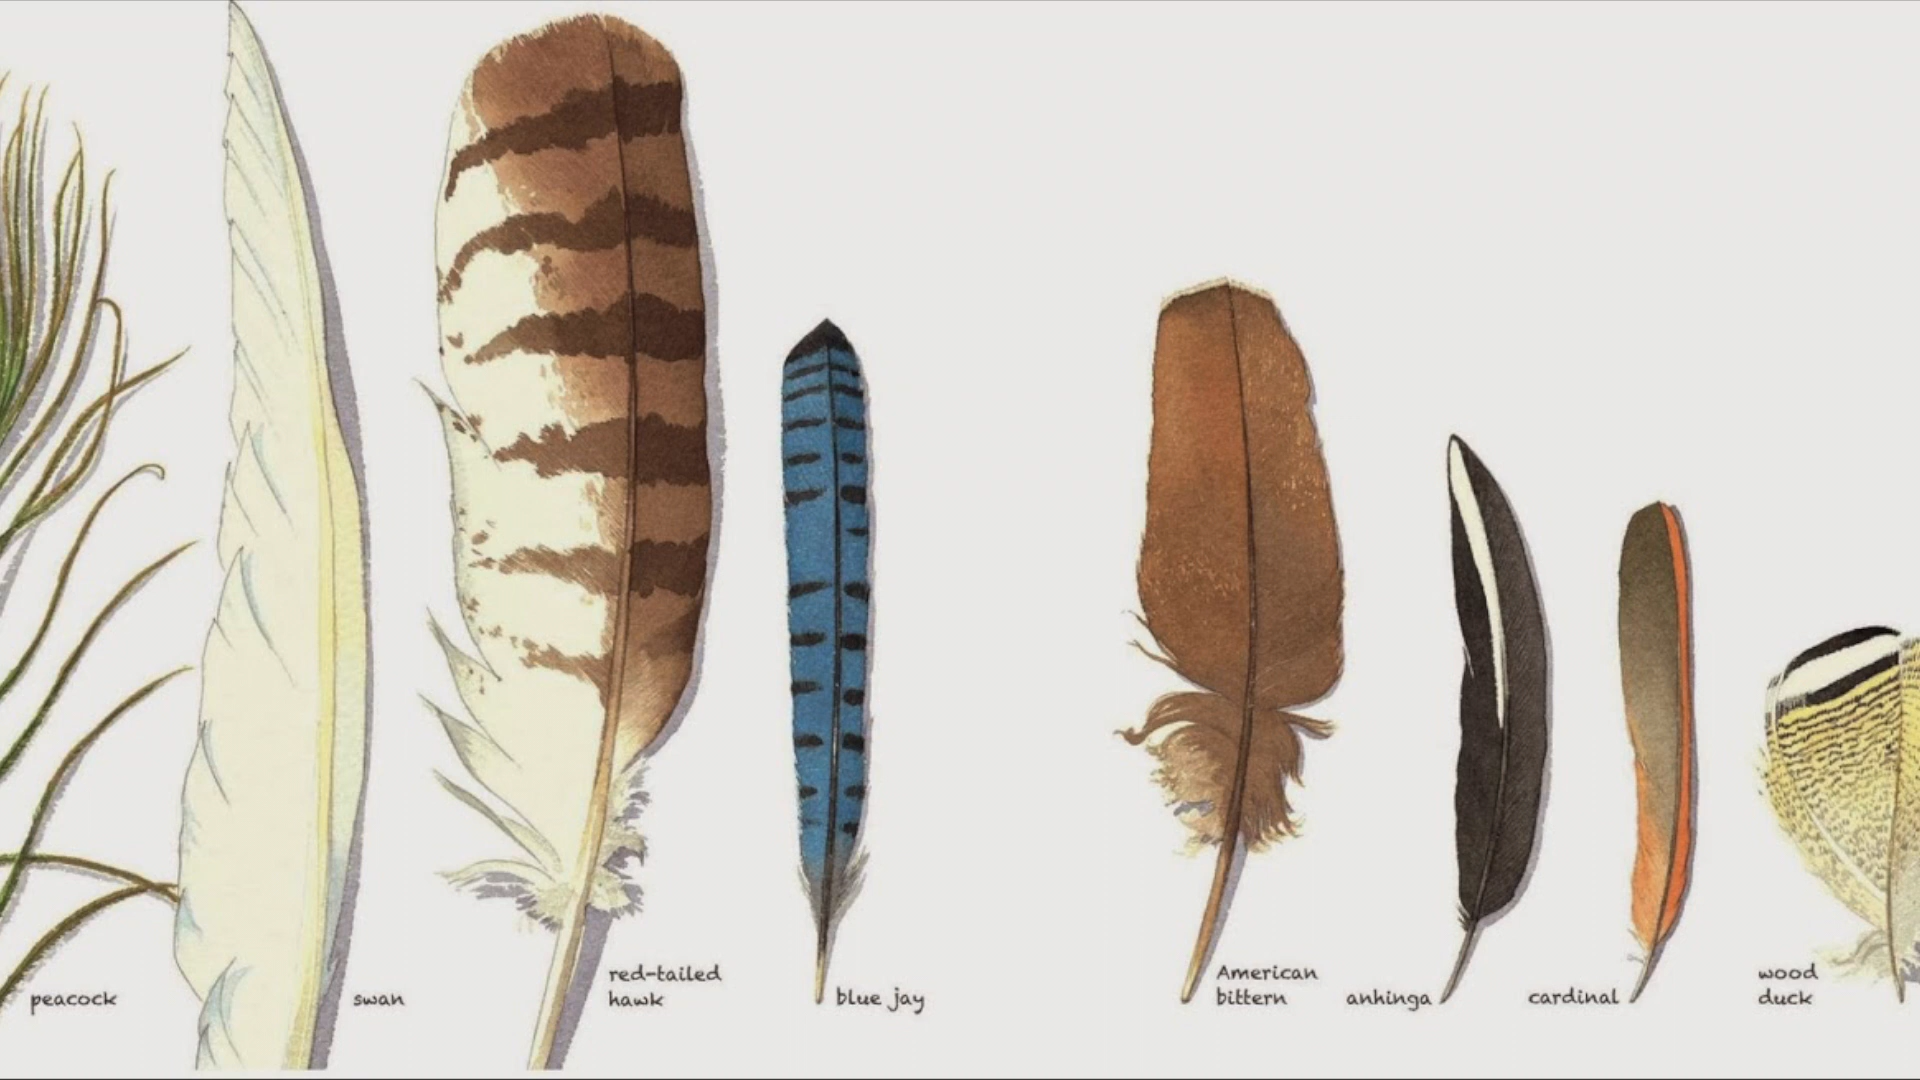 peacock
swan
red-tailed
hawk
blue jay
American
bittern
anhinga
cardinal
wood
duck